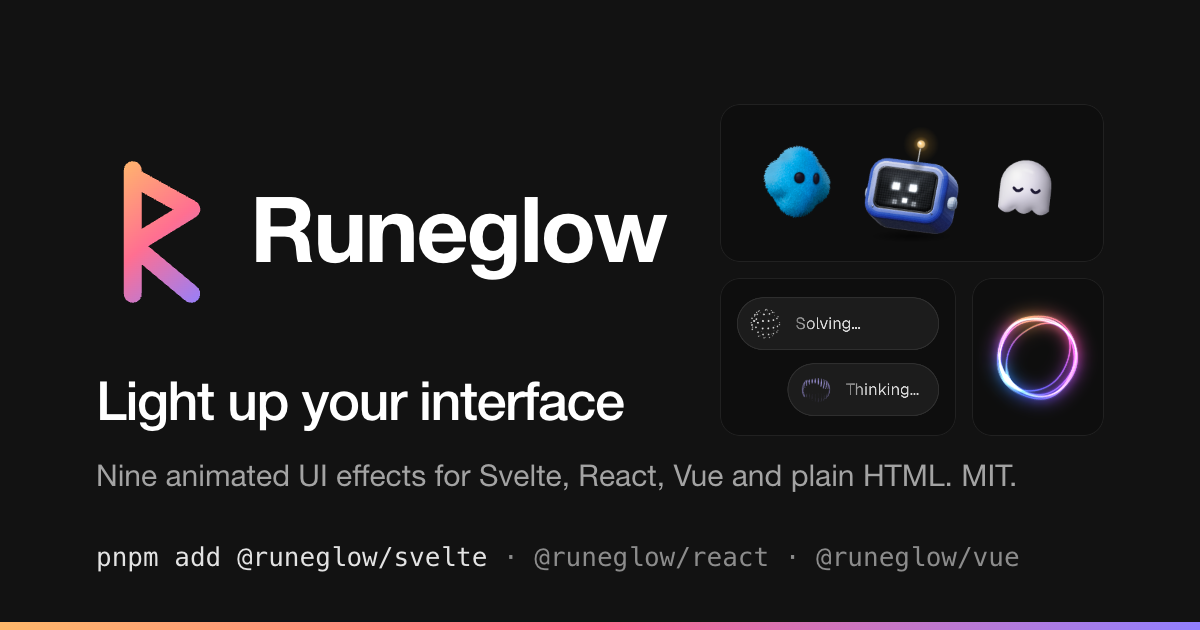 Runeglow
Solving…
Thinking…
Light up your interface
Nine animated UI effects for Svelte, React, Vue and plain HTML. MIT.
pnpm add @runeglow/svelte · @runeglow/react · @runeglow/vue